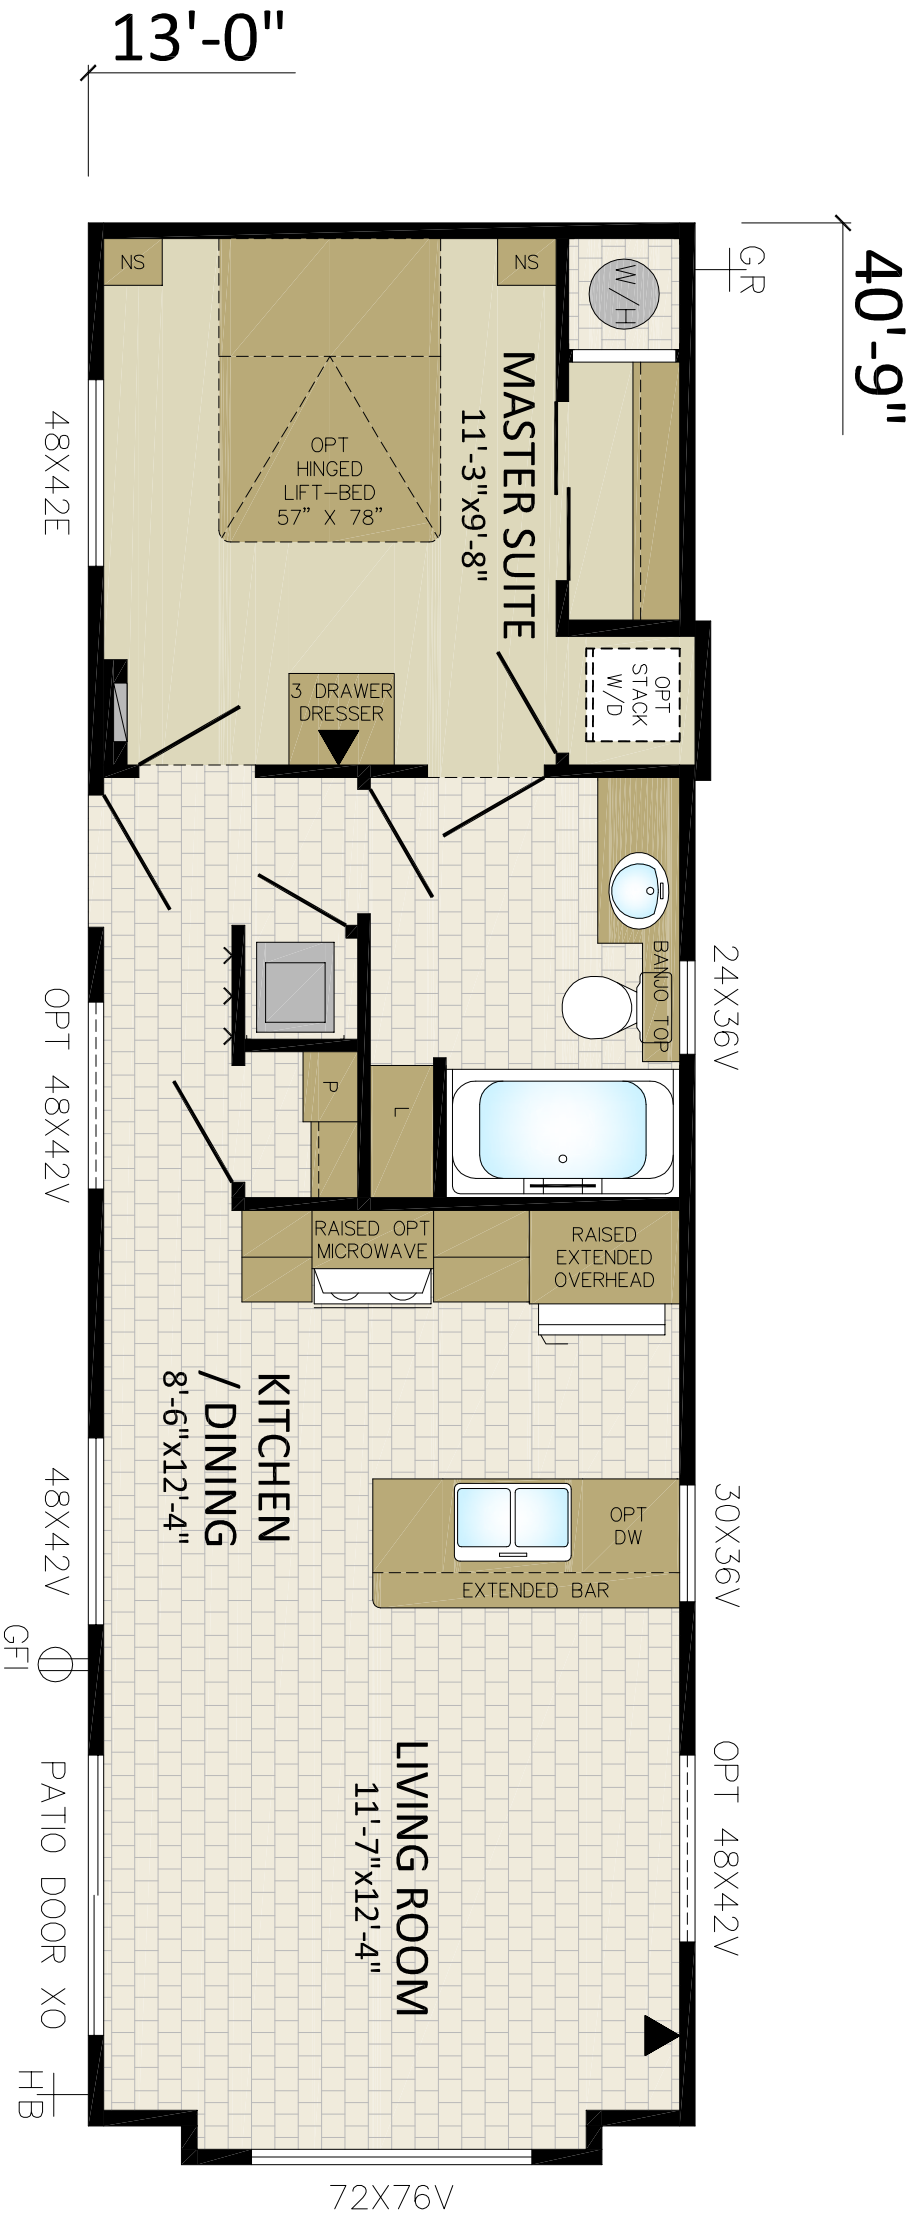 13'-0"
40'-9"
GR
NS
NS
W/H
48X42E
OPT
HINGED
LIFT-BED
57" X 78"
MASTER SUITE
11'-3"x9'-8"
OPT
STACK
W/D
3 DRAWER
DRESSER
24X36V
BANJO TOP
OPT 48X42V
P
L
RAISED OPT
MICROWAVE
RAISED
EXTENDED
OVERHEAD
KITCHEN
/ DINING
8'-6"x12'-4"
48X42V
30X36V
OPT
DW
EXTENDED BAR
GFI
OPT 48X42V
LIVING ROOM
11'-7"x12'-4"
PATIO DOOR XO
HB
72X76V